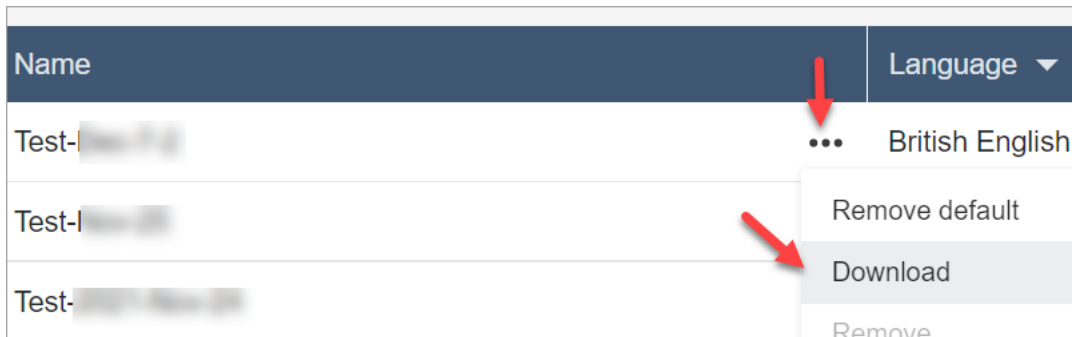 Name Language
Test- British English
Remove default
Test-
Download
Test-
Remove